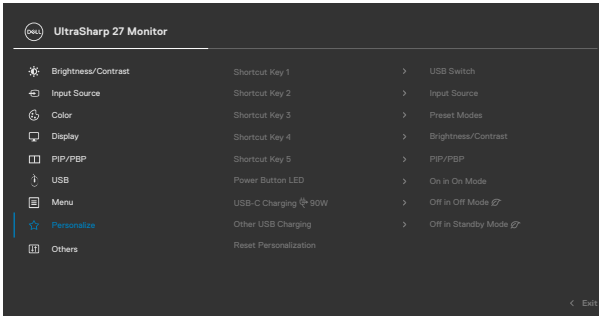 DELL UltraSharp 27 Monitor
Brightness/Contrast Shortcut Key 1 > USB Switch
Input Source Shortcut Key 2 > Input Source
Color Shortcut Key 3 > Preset Modes
Display Shortcut Key 4 > Brightness/Contrast
PIP/PBP Shortcut Key 5 > PIP/PBP
USB Power Button LED > On in On Mode
Menu USB-C Charging 90W > Off in Off Mode
Personalize Other USB Charging > Off in Standby Mode
Others Reset Personalization
< Exit